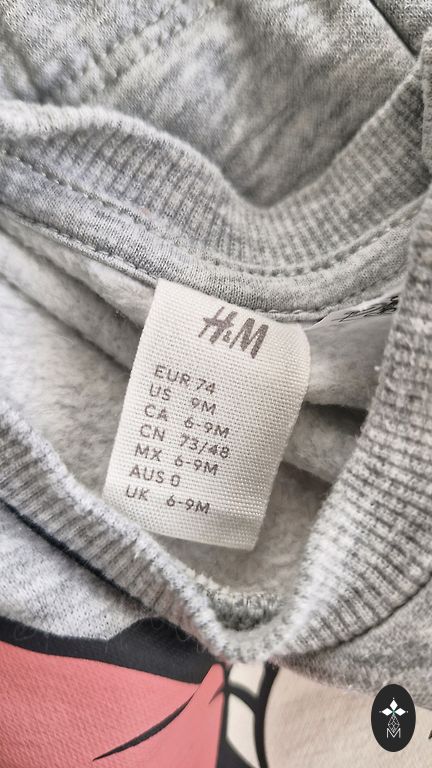 H&M
EUR 74
US 9M
CA 6-9M
CN 73/48
MX 6-9M
AUS 0
UK 6-9M
M